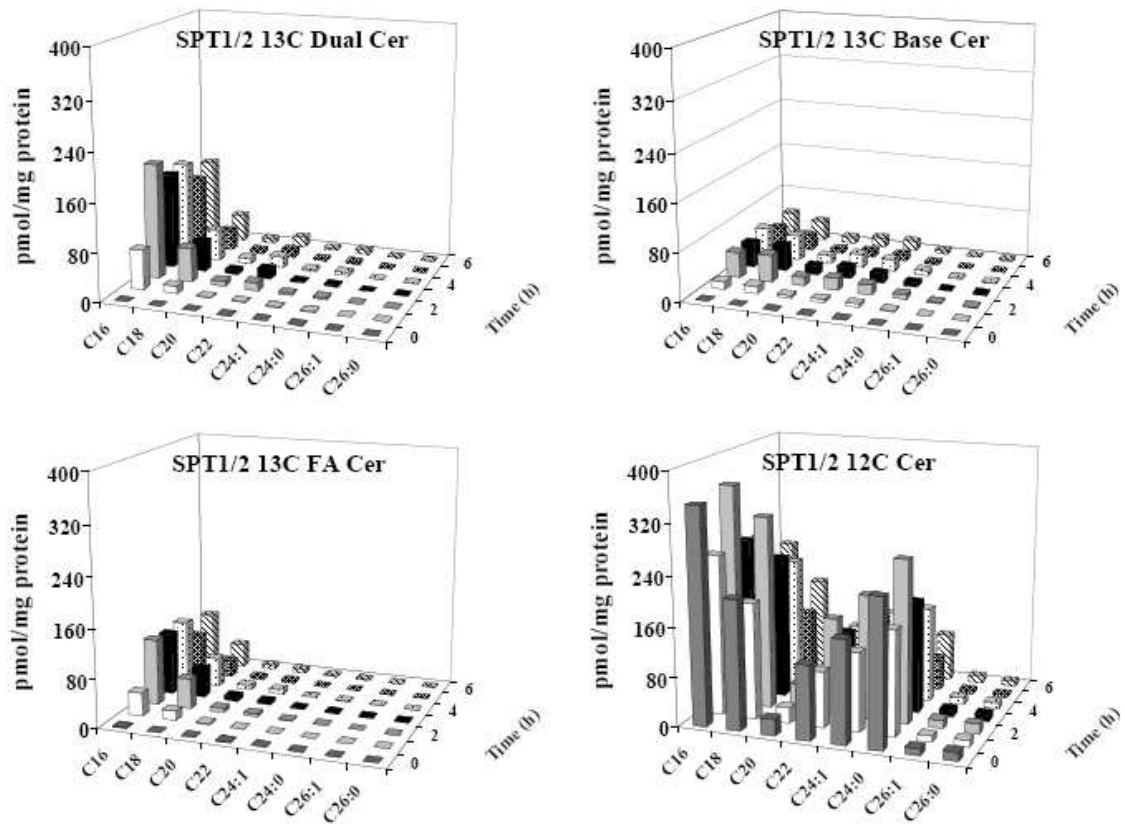 SPT1/2 13C Dual Cer
pmol/mg protein
400
320
240
160
80
0
C16
C18
C20
C22
C24:1
C24:0
C26:1
C26:0
0
2
4
6
Time (h)
SPT1/2 13C Base Cer
pmol/mg protein
400
320
240
160
80
0
C16
C18
C20
C22
C24:1
C24:0
C26:1
C26:0
0
2
4
6
Time (h)
SPT1/2 13C FA Cer
pmol/mg protein
400
320
240
160
80
0
C16
C18
C20
C22
C24:1
C24:0
C26:1
C26:0
0
2
4
6
Time (h)
SPT1/2 12C Cer
pmol/mg protein
400
320
240
160
80
0
C16
C18
C20
C22
C24:1
C24:0
C26:1
C26:0
0
2
4
6
Time (h)